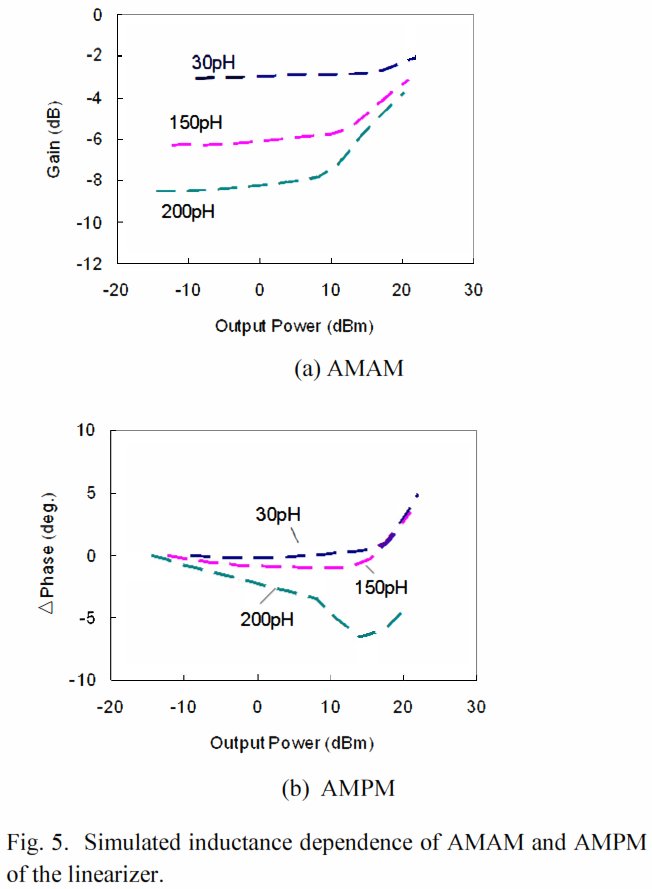 0
-2
-4
-6
-8
-10
-12
Gain (dB)
30pH
150pH
200pH
-20 -10 0 10 20 30
Output Power (dBm)
(a) AMAM
10
5
0
-5
-10
△Phase (deg.)
30pH
150pH
200pH
-20 -10 0 10 20 30
Output Power (dBm)
(b) AMPM
Fig. 5. Simulated inductance dependence of AMAM and AMPM
of the linearizer.